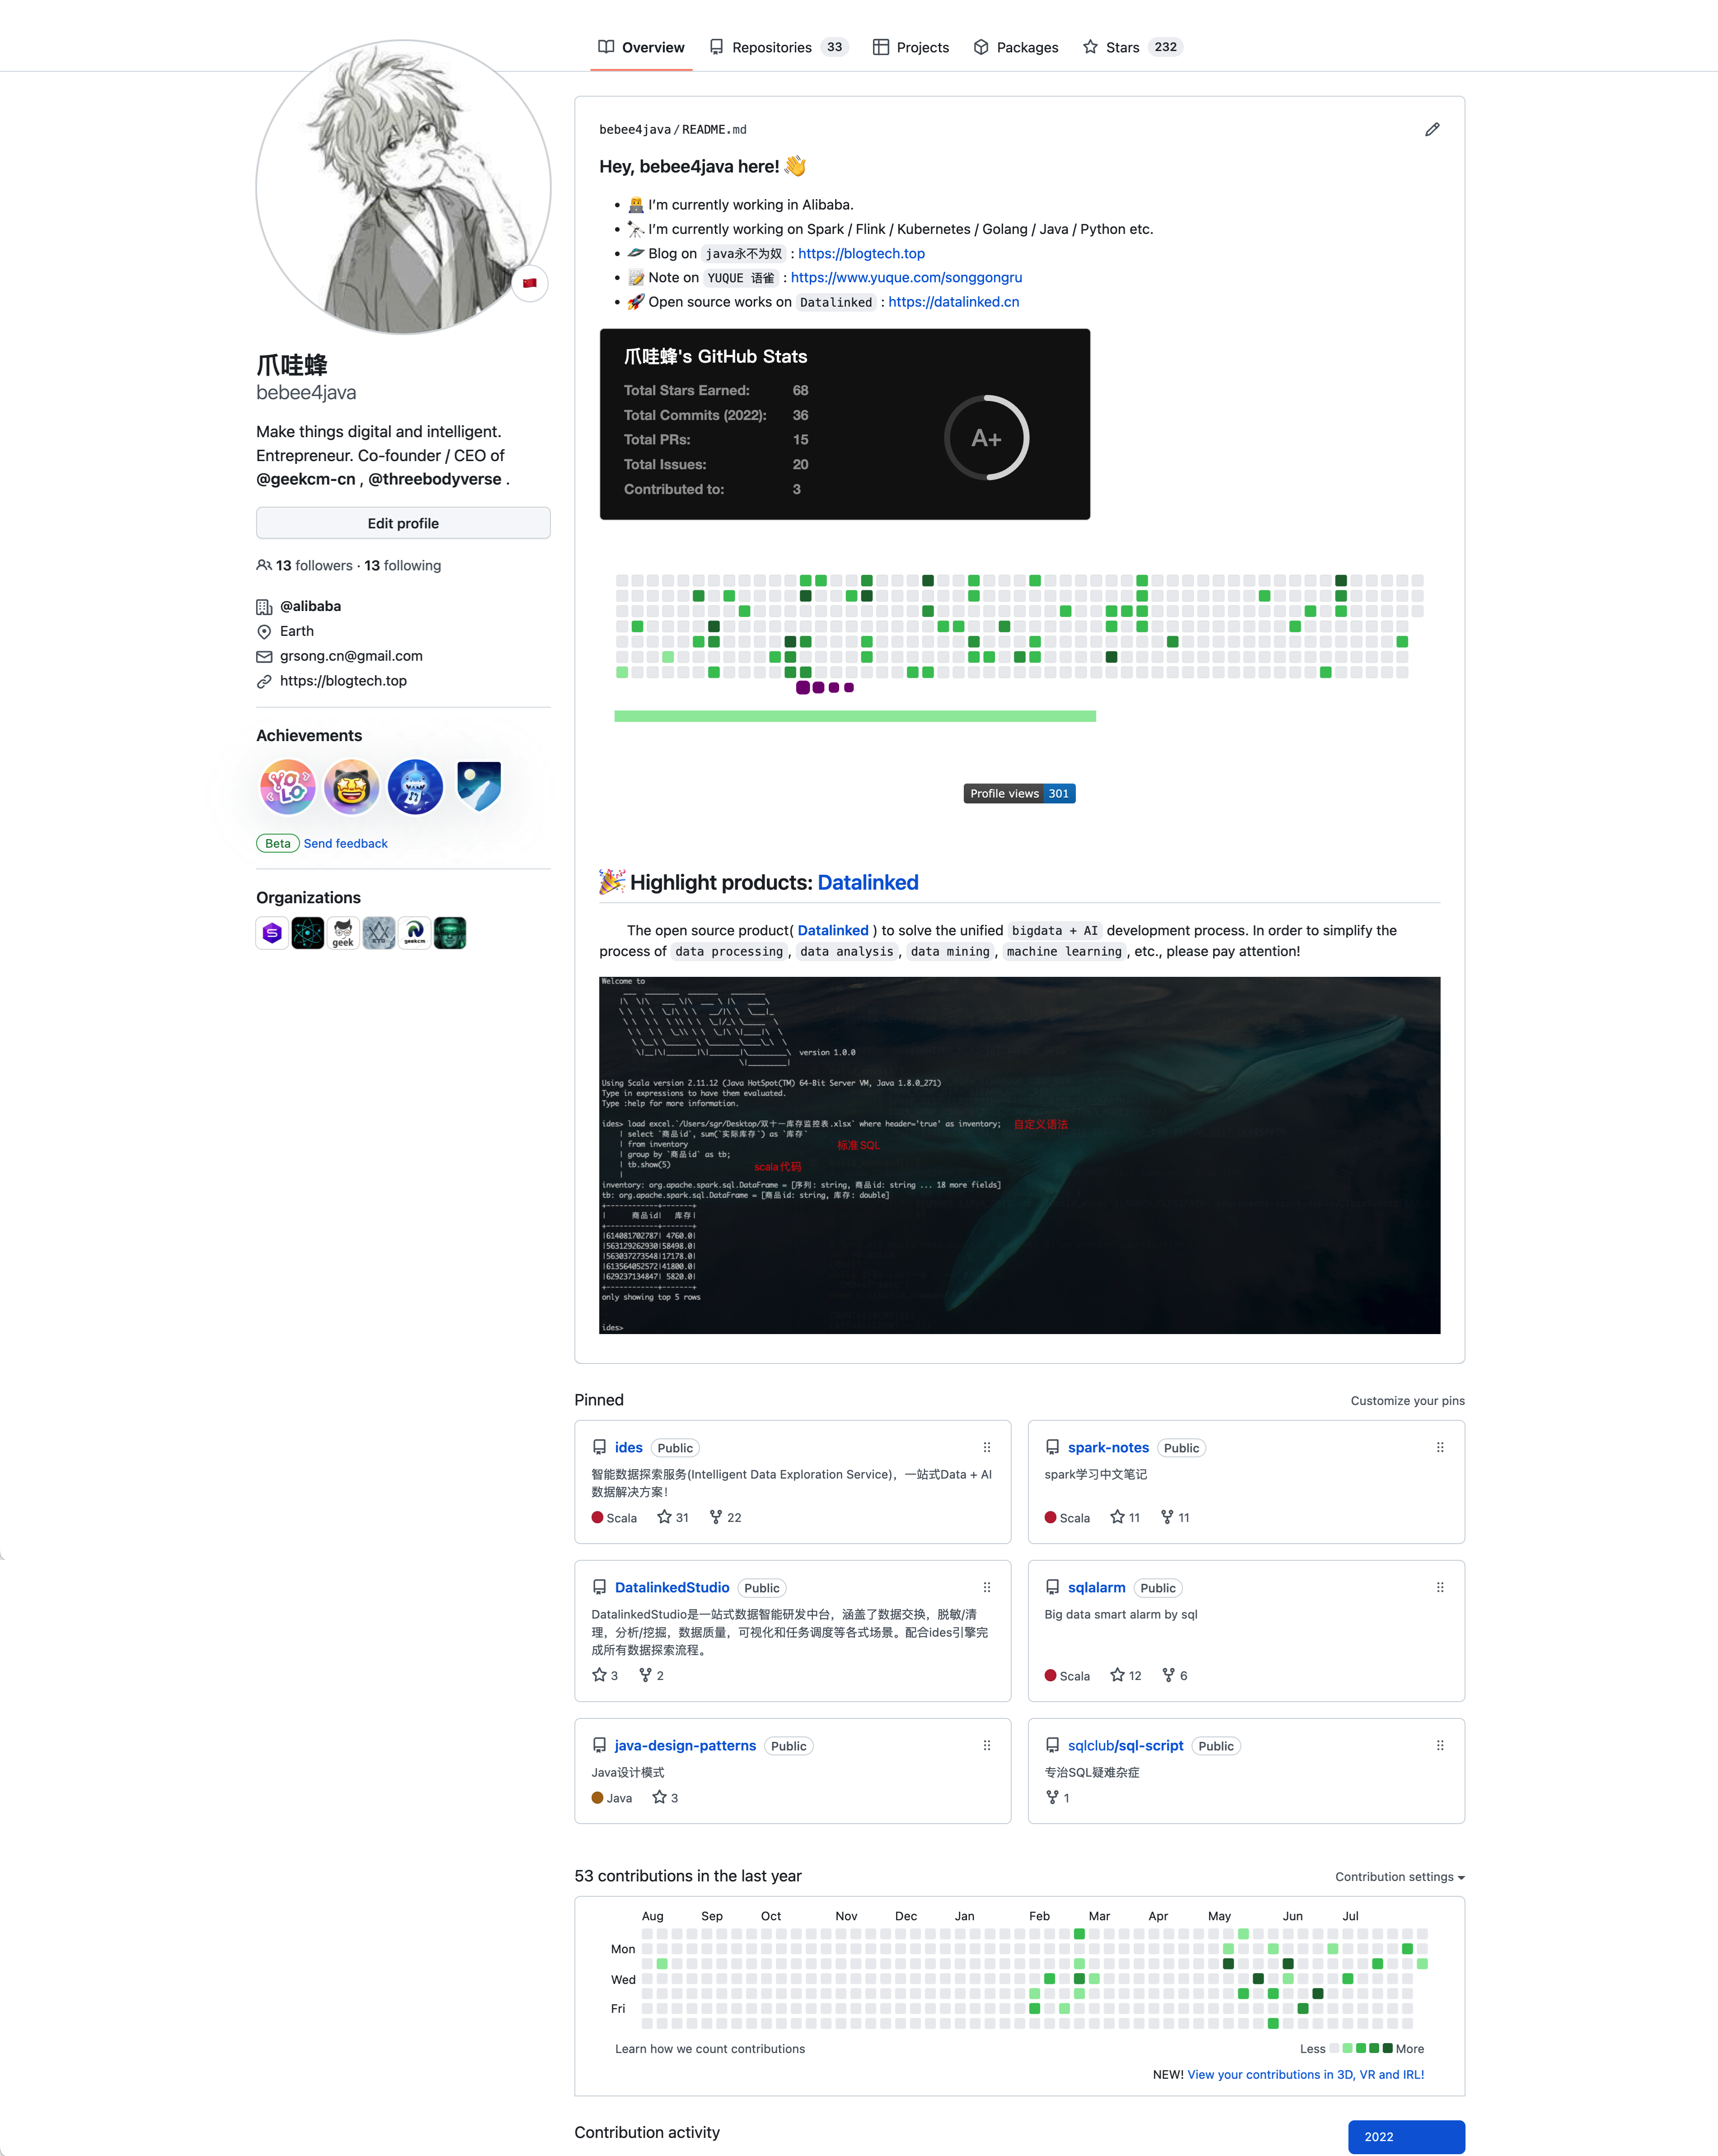 Overview Repositories 33 Projects Packages Stars 232
爪哇蜂
bebee4java
Make things digital and intelligent.
Entrepreneur. Co-founder / CEO of
@geekcm-cn , @threebodyverse .
Edit profile
13 followers · 13 following
@alibaba
Earth
grsong.cn@gmail.com
https://blogtech.top
Achievements
YOLO
Beta Send feedback
Organizations
S geek geekcm
bebee4java/README.md
Hey, bebee4java here! 👋
• 👨‍💻 I'm currently working in Alibaba.
• 🔭 I'm currently working on Spark / Flink / Kubernetes / Golang / Java / Python etc.
• Blog on java永不为奴 : https://blogtech.top
• 📝 Note on YUQUE 语雀 : https://www.yuque.com/songgongru
• 🚀 Open source works on Datalinked : https://datalinked.cn
爪哇蜂's GitHub Stats
Total Stars Earned: 68
Total Commits (2022): 36
Total PRs: 15
Total Issues: 20
Contributed to: 3
A+
Profile views 301
🎉 Highlight products: Datalinked
The open source product( Datalinked ) to solve the unified bigdata + AI development process. In order to simplify the
process of data processing , data analysis , data mining , machine learning , etc., please pay attention!
Welcome to
version 1.0.0
Using Scala version 2.11.12 (Java HotSpot(TM) 64-Bit Server VM, Java 1.8.0_271)
Type in expressions to have them evaluated.
Type :help for more information.
ides> load excel.`/Users/sgr/Desktop/双十一库存监控表.xlsx` where header='true' as inventory; 自定义语法
| select `商品id`, sum(`实际库存`) as `库存`
| from inventory 标准SQL
| group by `商品id` as tb;
| tb.show(5) scala代码
|
inventory: org.apache.spark.sql.DataFrame = [序列: string, 商品id: string ... 18 more fields]
tb: org.apache.spark.sql.DataFrame = [商品id: string, 库存: double]
+------------+-------+
| 商品id| 库存|
+------------+-------+
|614081702787| 4760.0|
|563129262930|58498.0|
|563037273548|17178.0|
|613564052572|41800.0|
|629237134847| 5820.0|
+------------+-------+
only showing top 5 rows
ides>
Pinned Customize your pins
ides Public
智能数据探索服务(Intelligent Data Exploration Service)，一站式Data + AI
数据解决方案！
Scala 31 22
spark-notes Public
spark学习中文笔记
Scala 11 11
DatalinkedStudio Public
DatalinkedStudio是一站式数据智能研发中台，涵盖了数据交换，脱敏/清
理，分析/挖掘，数据质量，可视化和任务调度等各式场景。配合ides引擎完
成所有数据探索流程。
3 2
sqlalarm Public
Big data smart alarm by sql
Scala 12 6
java-design-patterns Public
Java设计模式
Java 3
sqlclub/sql-script Public
专治SQL疑难杂症
1
53 contributions in the last year Contribution settings
Aug Sep Oct Nov Dec Jan Feb Mar Apr May Jun Jul
Mon
Wed
Fri
Learn how we count contributions Less More
NEW! View your contributions in 3D, VR and IRL!
Contribution activity 2022